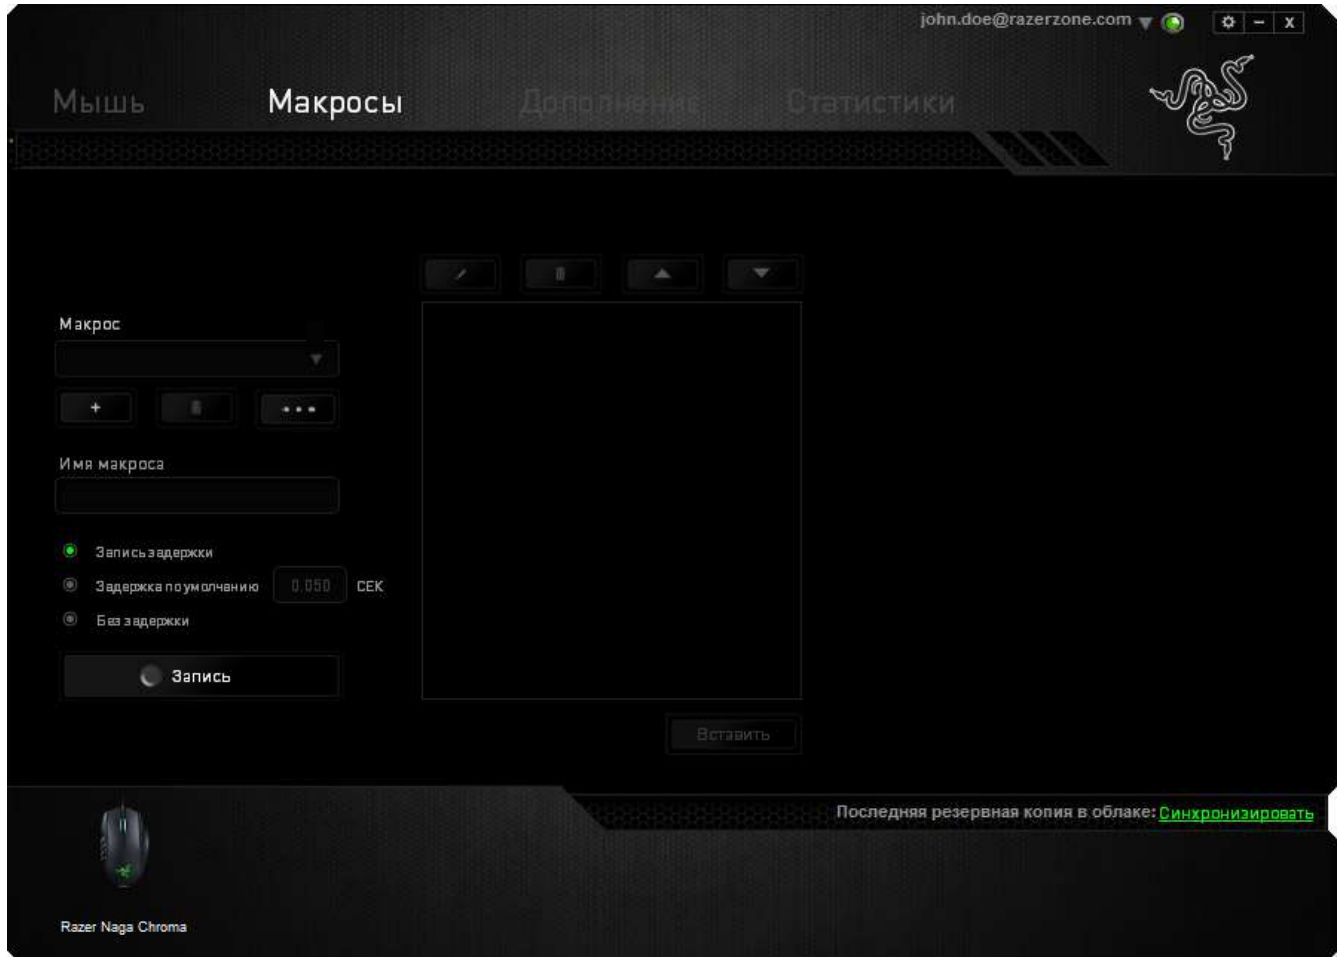 john.doe@razerzone.com
Мышь Макросы Дополнение Статистики
Макрос
Имя макроса
Запись задержки
Задержка по умолчанию 0.050 СЕК
Без задержки
Запись
Вставить
Последняя резервная копия в облаке: Синхронизировать
Razer Naga Chroma